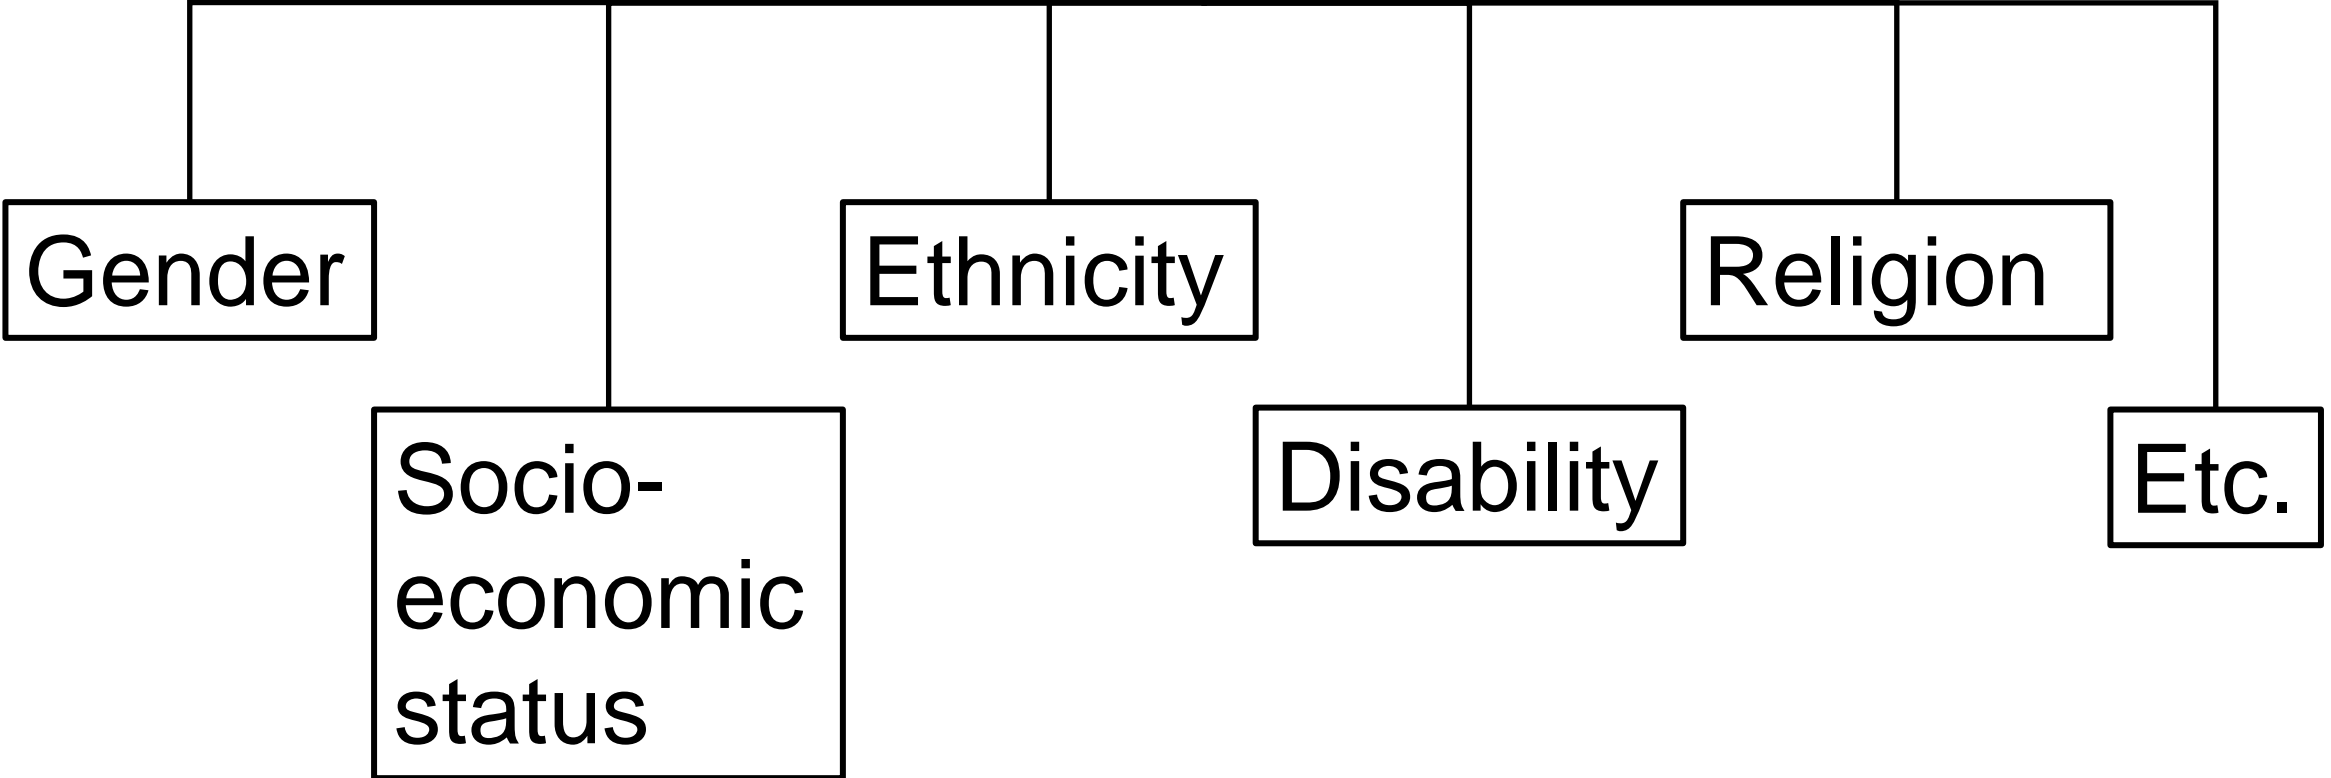 Gender
Ethnicity
Religion
Socio-
economic
status
Disability
Etc.